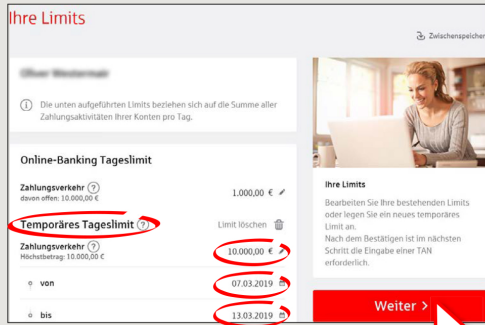 Ihre Limits
Zwischenspeicher
Die unten aufgeführten Limits beziehen sich auf die Summe aller
Zahlungsaktivitäten Ihrer Konten pro Tag.
Online-Banking Tageslimit
Zahlungsverkehr ?
davon offen: 10.000,00 €
1.000,00 €
Temporäres Tageslimit ?
Limit löschen
Zahlungsverkehr ?
Höchstbetrag: 10.000,00 €
10.000,00 €
von
07.03.2019
bis
13.03.2019
Ihre Limits
Bearbeiten Sie Ihre bestehenden Limits
oder legen Sie ein neues temporäres
Limit an.
Nach dem Bestätigen ist im nächsten
Schritt die Eingabe einer TAN
erforderlich.
Weiter >